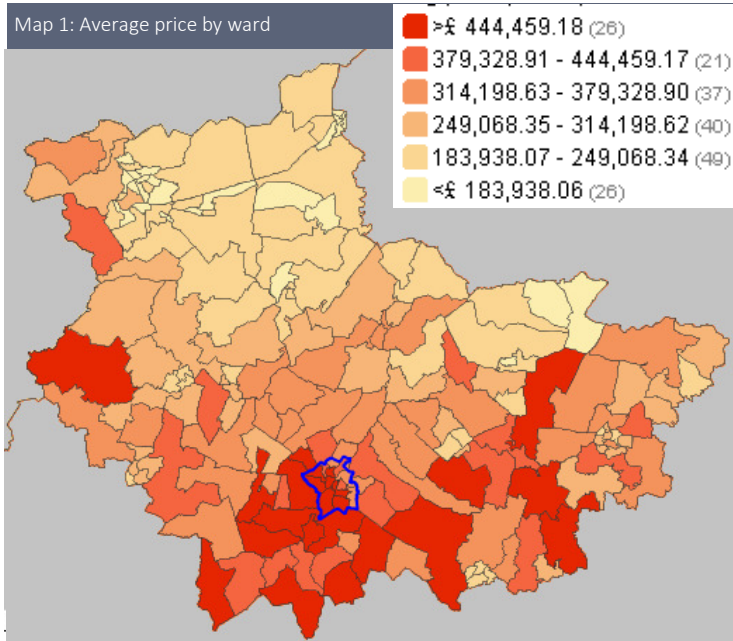 Map 1: Average price by ward
>£ 444,459.18 (26)
379,328.91 - 444,459.17 (21)
314,198.63 - 379,328.90 (37)
249,068.35 - 314,198.62 (40)
183,938.07 - 249,068.34 (49)
<£ 183,938.06 (26)